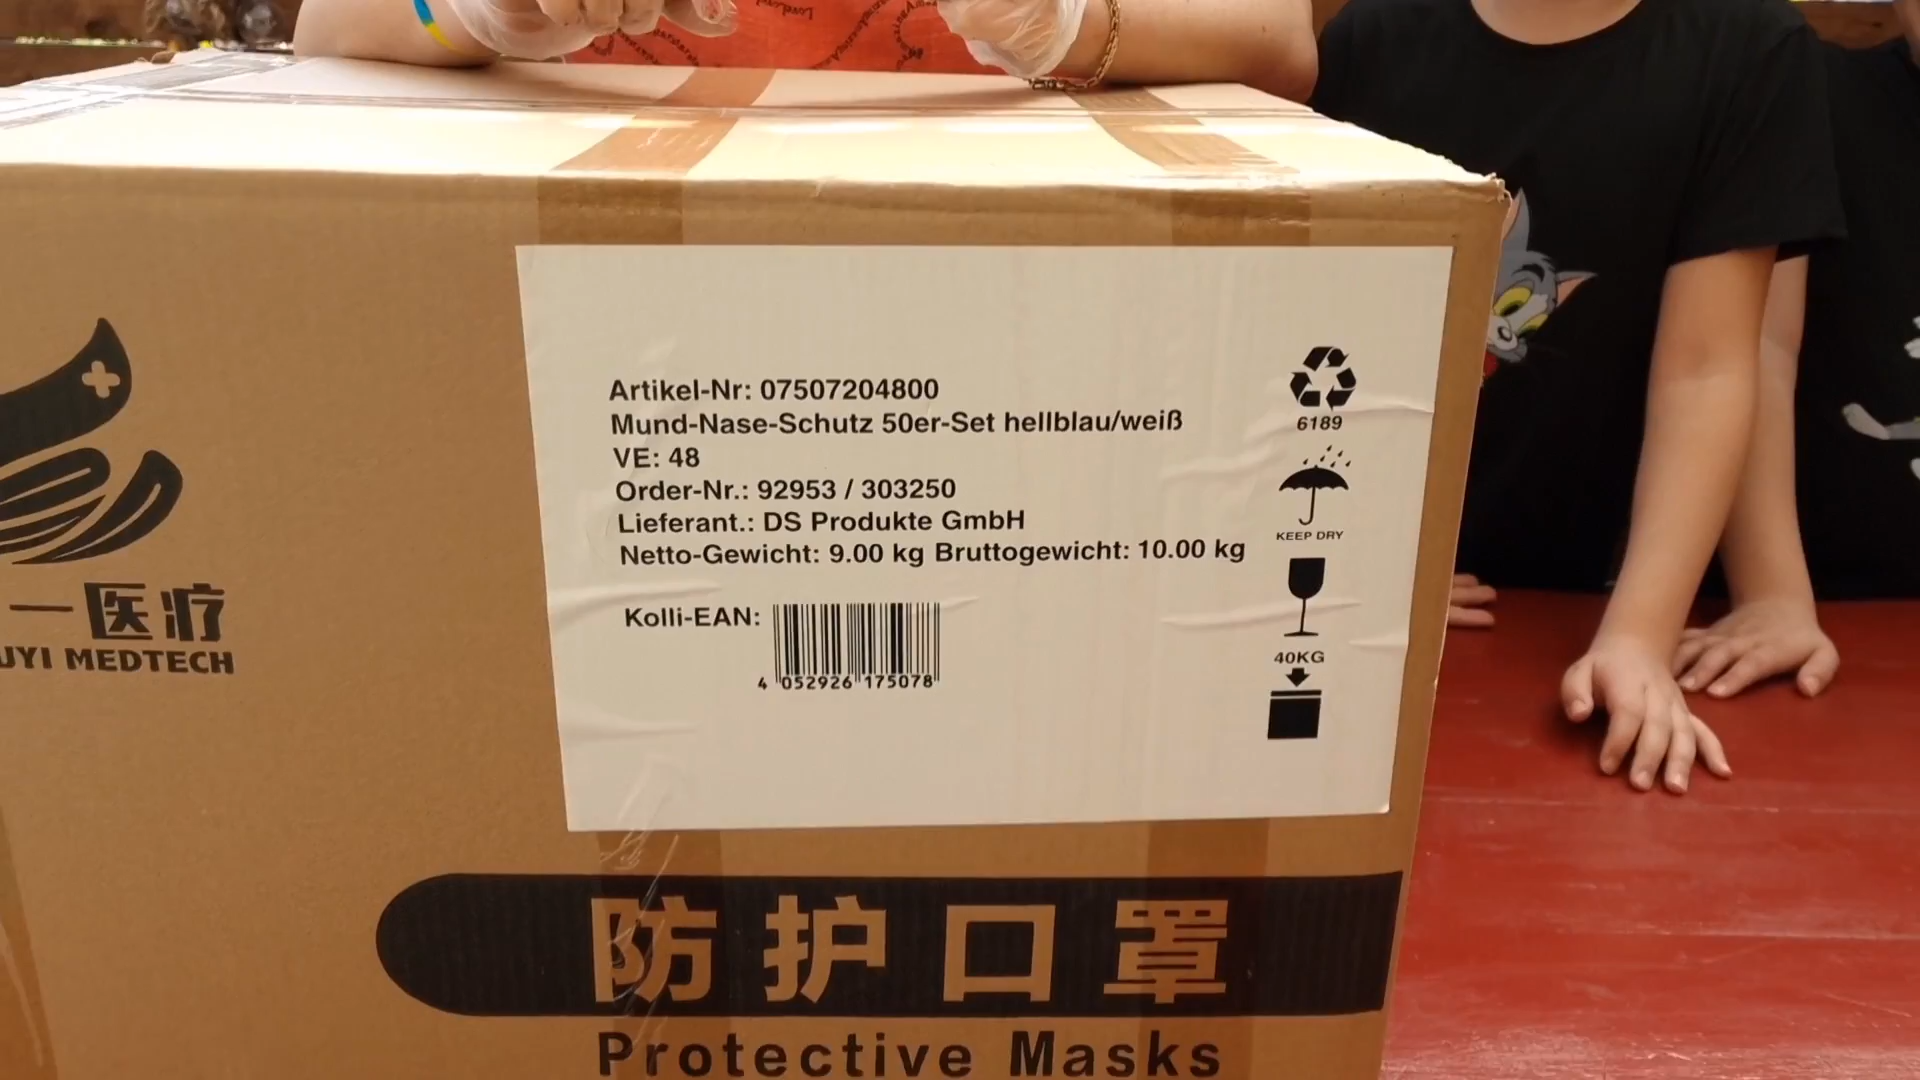 Artikel-Nr: 07507204800
Mund-Nase-Schutz 50er-Set hellblau/weiß
VE: 48
Order-Nr.: 92953 / 303250
Lieferant.: DS Produkte GmbH
Netto-Gewicht: 9.00 kg Bruttogewicht: 10.00 kg
Kolli-EAN:
4 052926 175078
6189
KEEP DRY
40KG
一医疗
UYI MEDTECH
防护口罩
Protective Masks